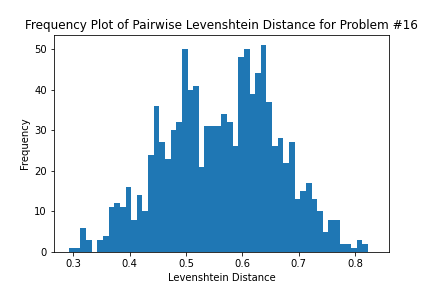 Frequency Plot of Pairwise Levenshtein Distance for Problem #16
50
40
30
20
10
0
Frequency
0.3 0.4 0.5 0.6 0.7 0.8
Levenshtein Distance